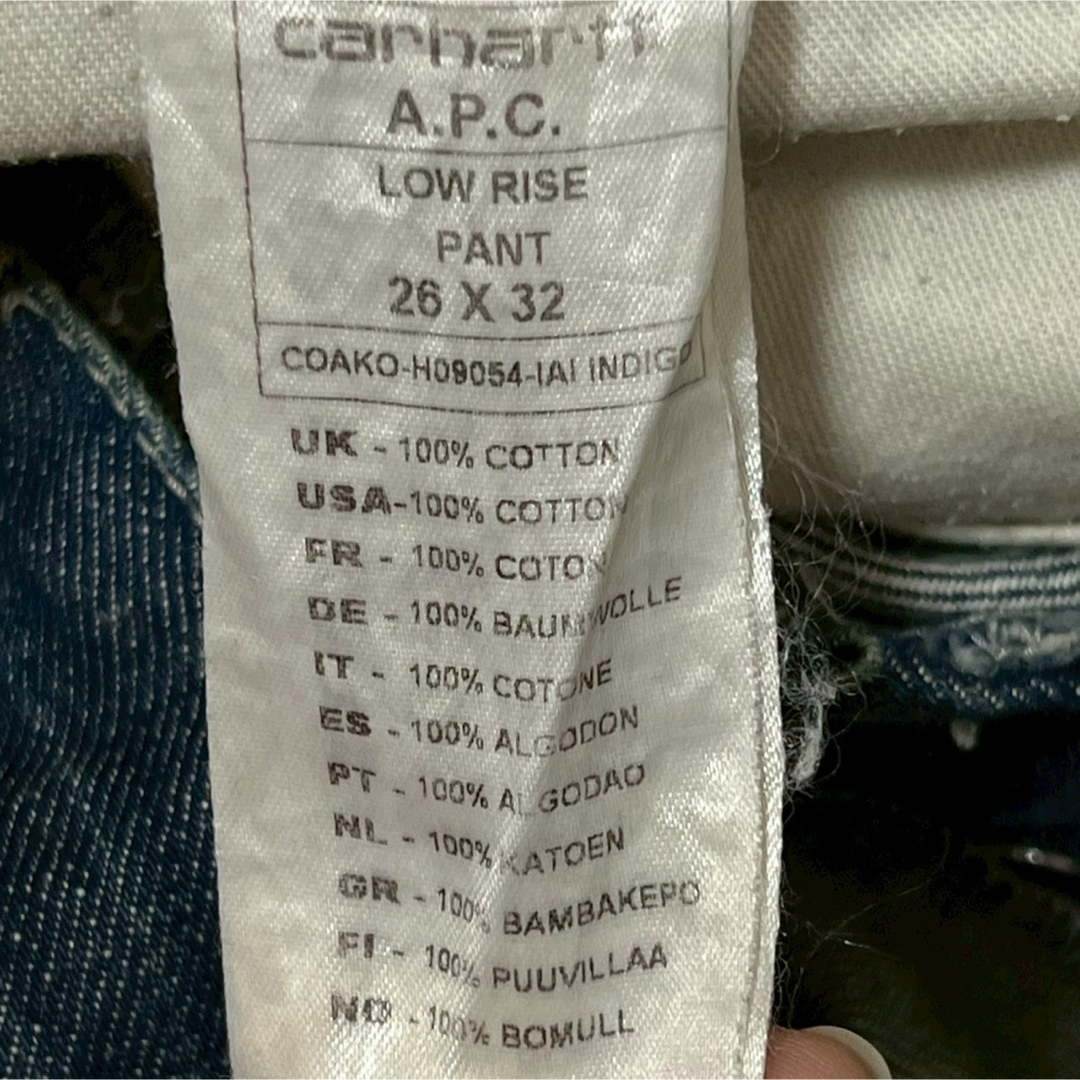 carhartt
A.P.C.
LOW RISE
PANT
26 X 32
COAKO-H09054-IAI INDIGO
UK - 100% COTTON
USA-100% COTTON
FR - 100% COTON
DE - 100% BAUMWOLLE
IT - 100% COTONE
ES - 100% ALGODON
PT - 100% ALGODAO
NL - 100% KATOEN
GR - 100% BAMBAKEPO
FI - 100% PUUVILLAA
NO - 100% BOMULL